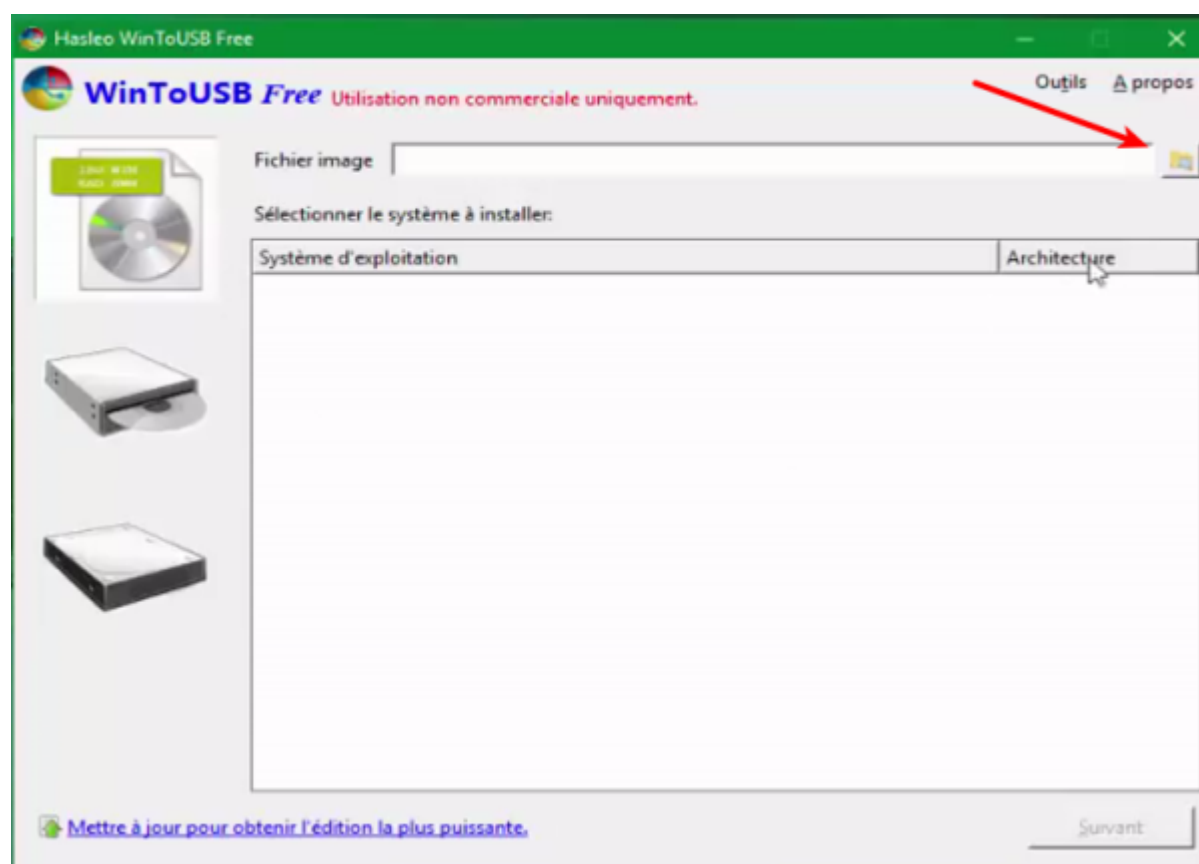 Hasleo WinToUSB Free
WinToUSB Free Utilisation non commerciale uniquement.
Outils A propos
Fichier image
Sélectionner le système à installer:
Système d'exploitation Architecture
Mettre à jour pour obtenir l'édition la plus puissante.
Suivant